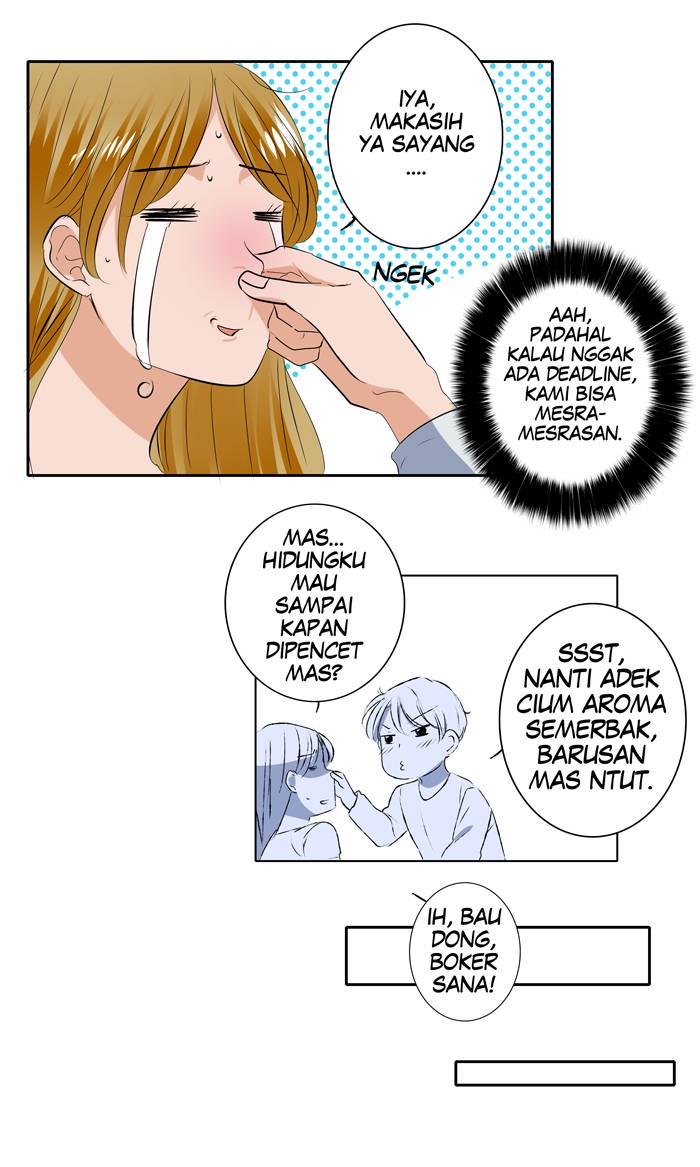 IYA,
MAKASIH
YA SAYANG
....
NGEK
AAH,
PADAHAL
KALAU NGGAK
ADA DEADLINE,
KAMI BISA
MESRA-
MESRASAN.
MAS...
HIDUNGKU
MAU
SAMPAI
KAPAN
DIPENCET
MAS?
SSST,
NANTI ADEK
CIUM AROMA
SEMERBAK,
BARUSAN
MAS NTUT.
IH, BAU
DONG,
BOKER
SANA!